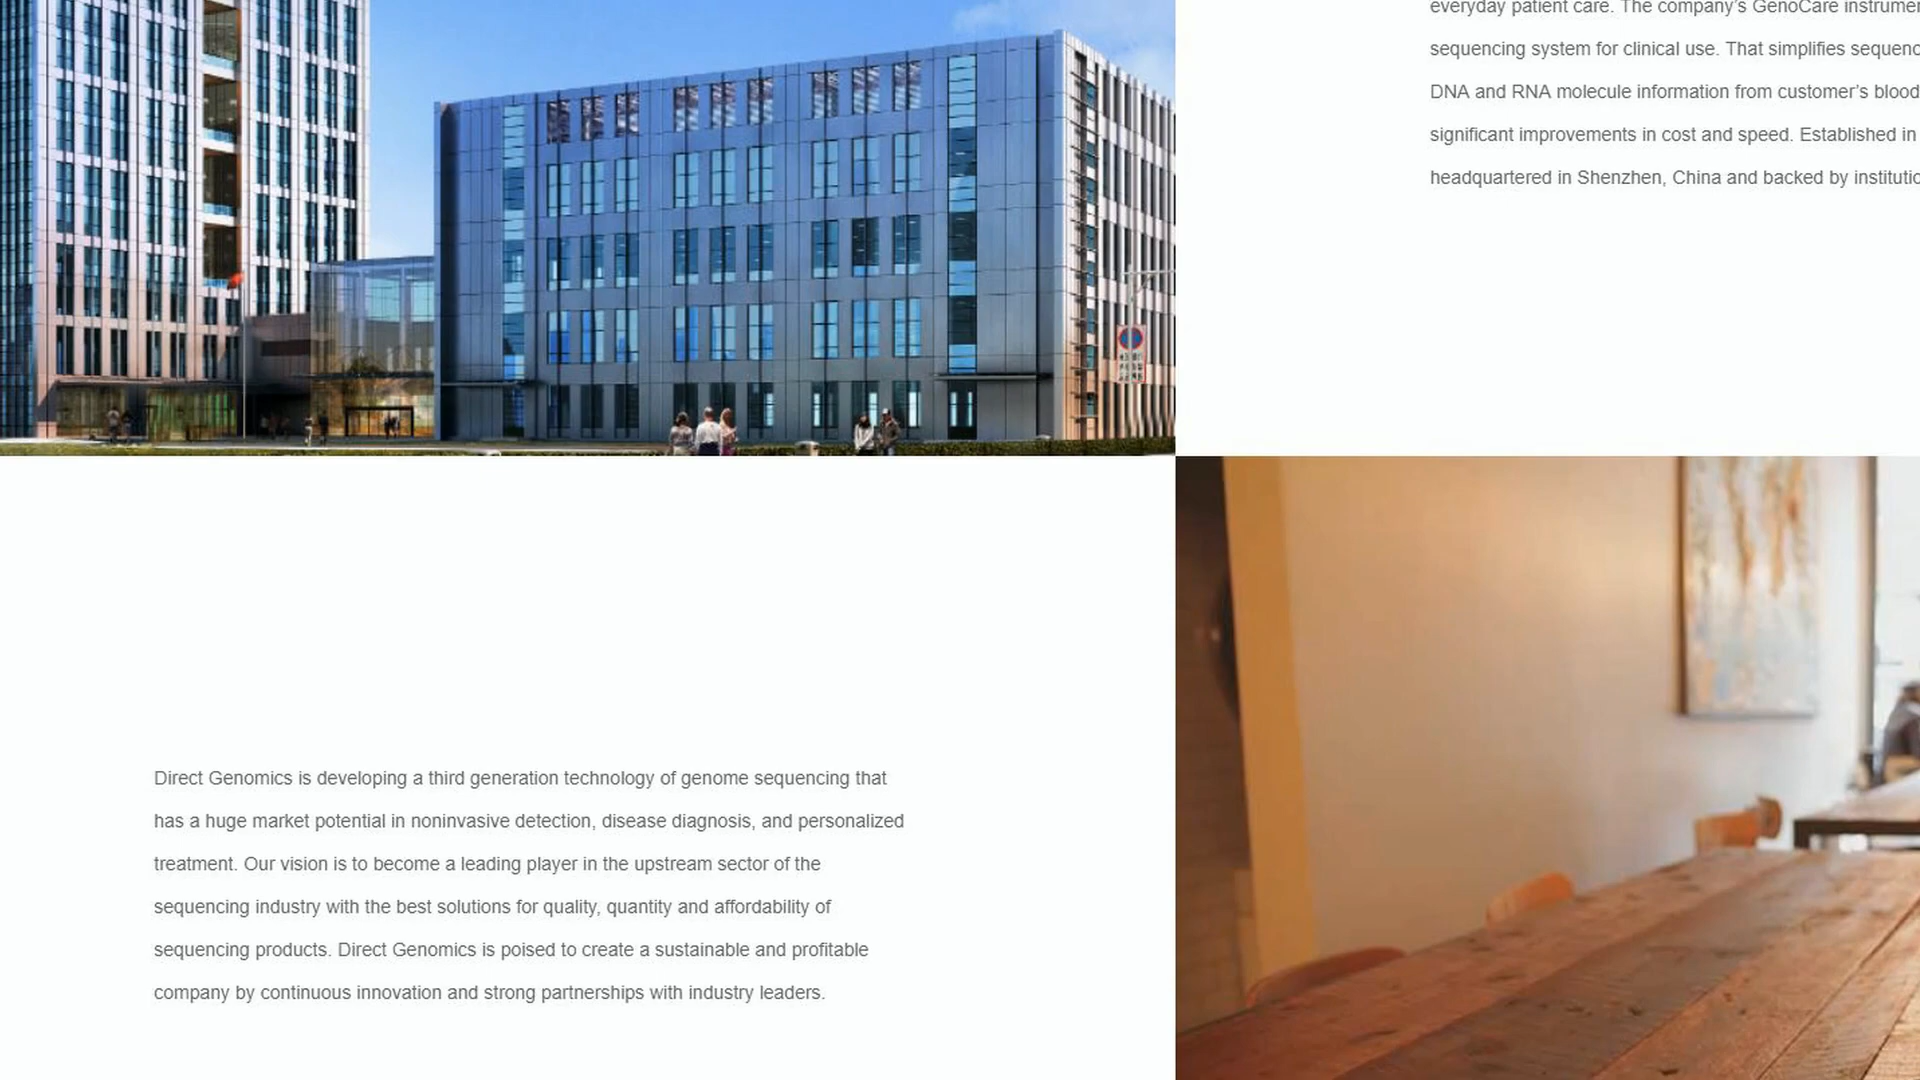 everyday patient care. The company's GenoCare instrumen
sequencing system for clinical use. That simplifies sequenc
DNA and RNA molecule information from customer's blood
significant improvements in cost and speed. Established in
headquartered in Shenzhen, China and backed by institutio
Direct Genomics is developing a third generation technology of genome sequencing that
has a huge market potential in noninvasive detection, disease diagnosis, and personalized
treatment. Our vision is to become a leading player in the upstream sector of the
sequencing industry with the best solutions for quality, quantity and affordability of
sequencing products. Direct Genomics is poised to create a sustainable and profitable
company by continuous innovation and strong partnerships with industry leaders.